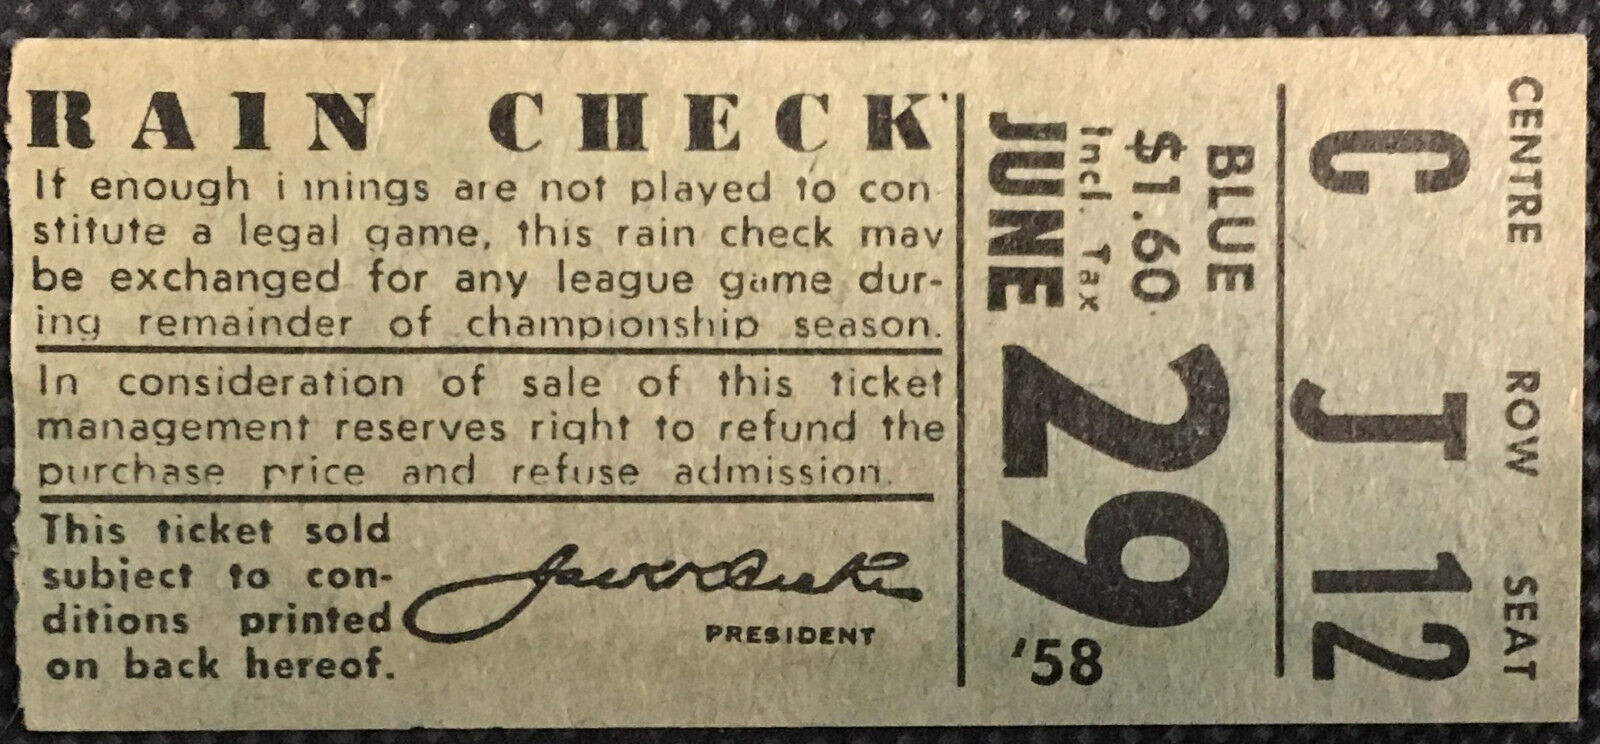 RAIN CHECK
If enough innings are not played to con-
stitute a legal game, this rain check may
be exchanged for any league game dur-
ing remainder of championship season.
In consideration of sale of this ticket
management reserves right to refund the
purchase price and refuse admission.
This ticket sold
subject to con-
ditions printed
on back hereof.
PRESIDENT
JUNE 29
'58
Incl. Tax
$1.60
BLUE
C J 12
CENTRE ROW SEAT